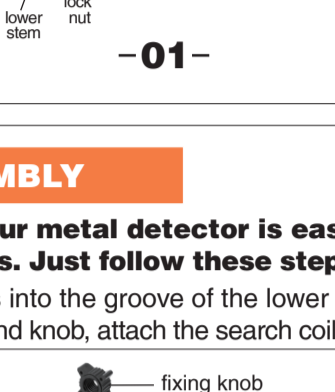 lock
lower nut
stem
–01–
MBLY
ur metal detector is eas
s. Just follow these step
s into the groove of the lower
nd knob, attach the search coil
fixing knob